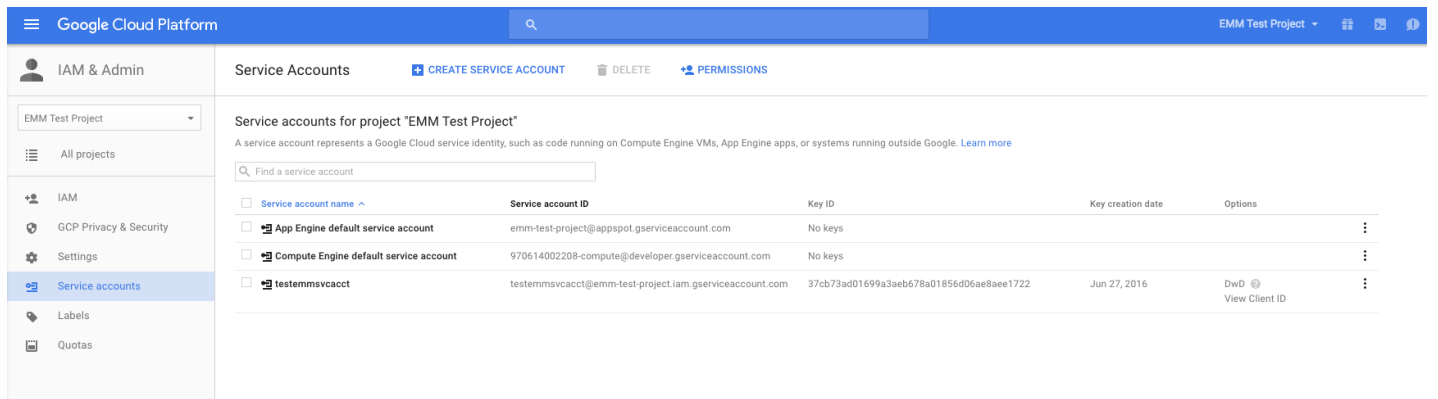 Google Cloud Platform
EMM Test Project
IAM & Admin
Service Accounts
CREATE SERVICE ACCOUNT
DELETE
PERMISSIONS
EMM Test Project
All projects
IAM
GCP Privacy & Security
Settings
Service accounts
Labels
Quotas
Service accounts for project "EMM Test Project"
A service account represents a Google Cloud service identity, such as code running on Compute Engine VMs, App Engine apps, or systems running outside Google. Learn more
Find a service account
Service account name Service account ID Key ID Key creation date Options
App Engine default service account emm-test-project@appspot.gserviceaccount.com No keys
Compute Engine default service account 970614002208-compute@developer.gserviceaccount.com No keys
testemmsvcacct testemmsvcacct@emm-test-project.iam.gserviceaccount.com 37cb73ad01699a3aeb678a01856d06ae8aee1722 Jun 27, 2016 DwD
View Client ID